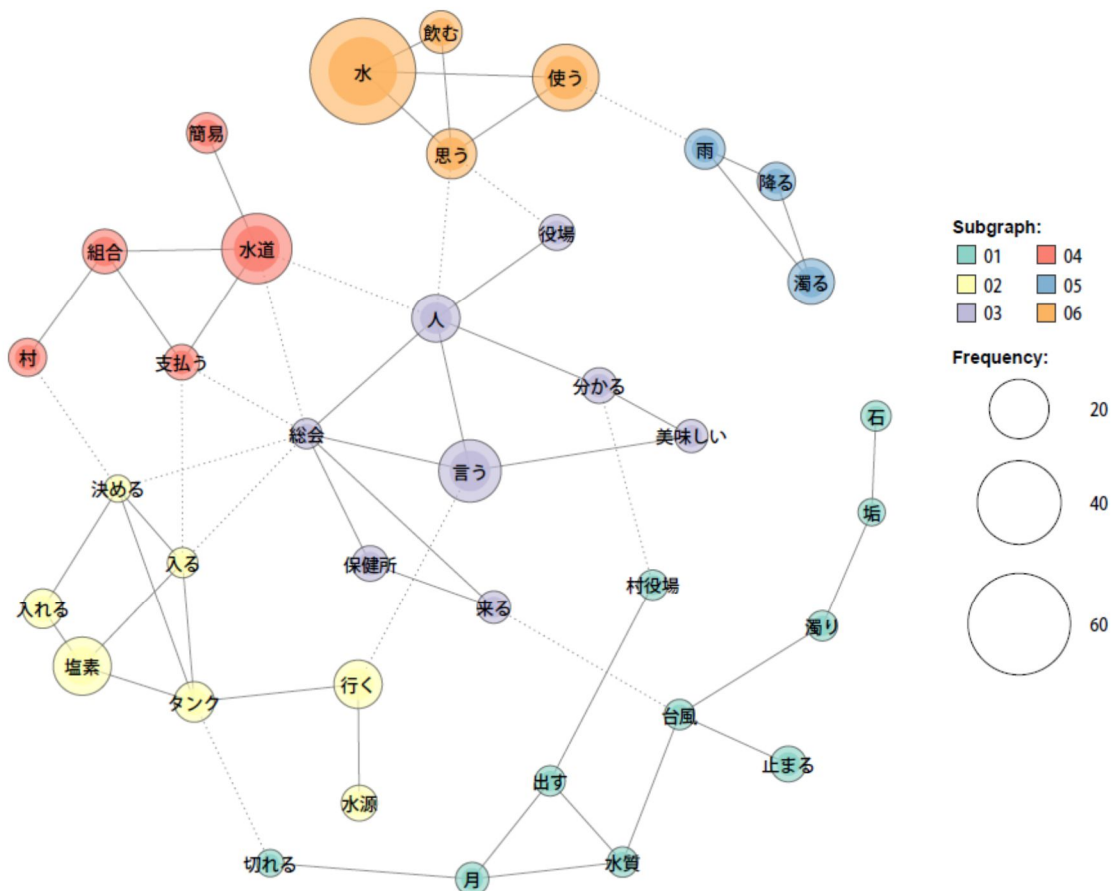 飲む
水
使う
簡易
雨
思う
降る
役場
組合
水道
濁る
人
村
支払う
分かる
石
総会
美味しい
言う
決める
垢
入る
保健所
村役場
入れる
来る
濁り
塩素
行く
タンク
台風
止まる
出す
水源
切れる
月
水質
Subgraph:
01 04
02 05
03 06
Frequency:
20
40
60